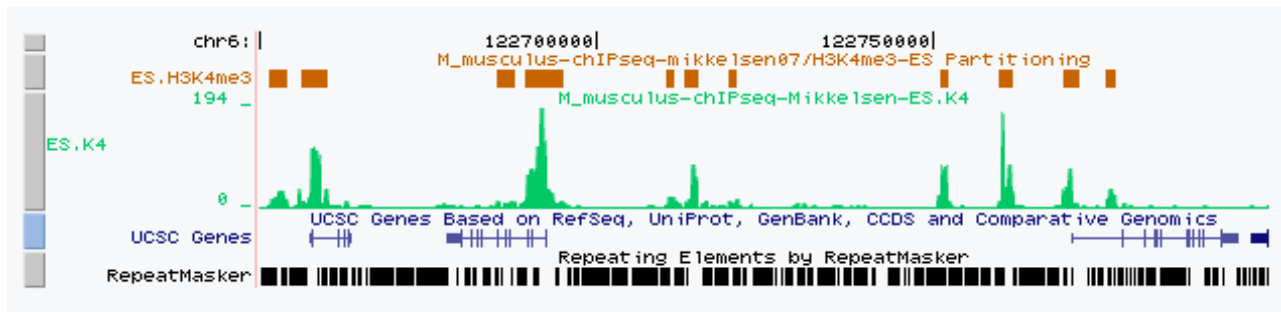 chr6: 122700000 122750000
M_musculus-chIPseq-mikkelsen07/H3K4me3-ES Partitioning
ES.H3K4me3
194 _ M_musculus-chIPseq-Mikkelsen-ES.K4
ES.K4
0 _
UCSC Genes Based on RefSeq, UniProt, GenBank, CCDS and Comparative Genomics
UCSC Genes
Repeating Elements by RepeatMasker
RepeatMasker